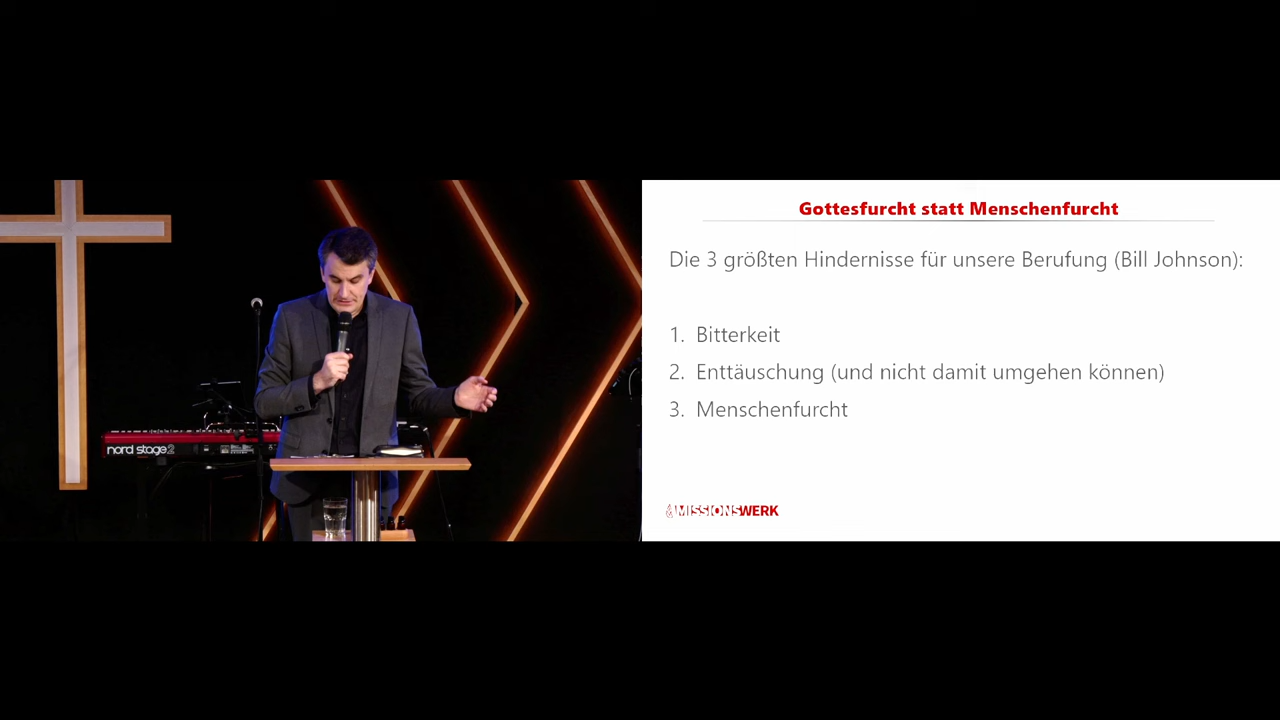 nord stage 2
Gottesfurcht statt Menschenfurcht
Die 3 größten Hindernisse für unsere Berufung (Bill Johnson):
1. Bitterkeit
2. Enttäuschung (und nicht damit umgehen können)
3. Menschenfurcht
MISSIONSWERK